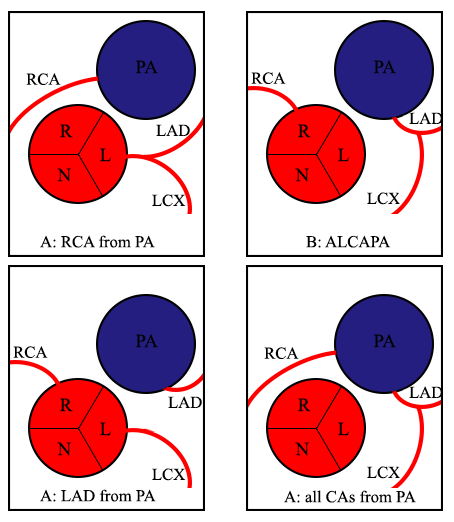 PA
RCA
R
L
N
LAD
LCX
A: RCA from PA
PA
RCA
R
L
N
LAD
LCX
B: ALCAPA
PA
RCA
R
L
N
LAD
LCX
A: LAD from PA
PA
RCA
R
L
N
LAD
LCX
A: all CAs from PA